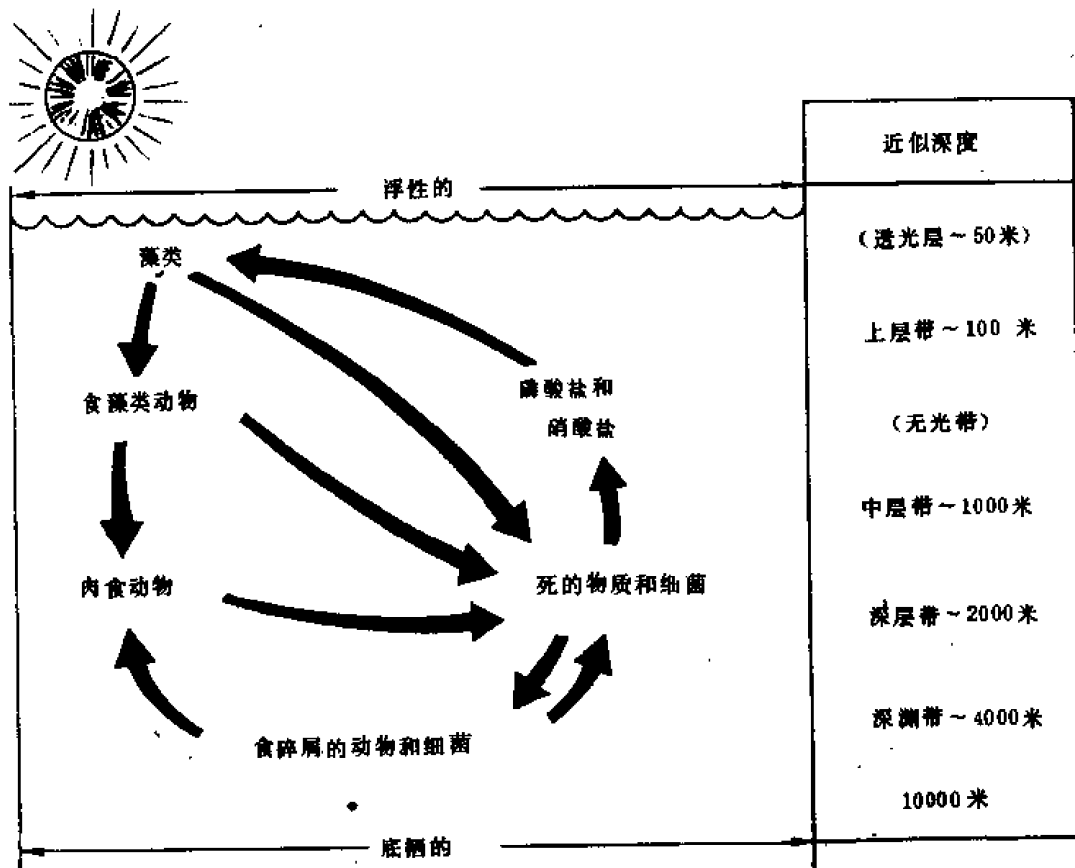 近似深度
浮性的
(透光层~50米)
藻类
上层带~100 米
食藻类动物
磷酸盐和
硝酸盐
(无光带)
中层带~1000米
肉食动物
死的物质和细菌
深层带~2000米
深渊带~4000米
食碎屑的动物和细菌
10000米
底栖的